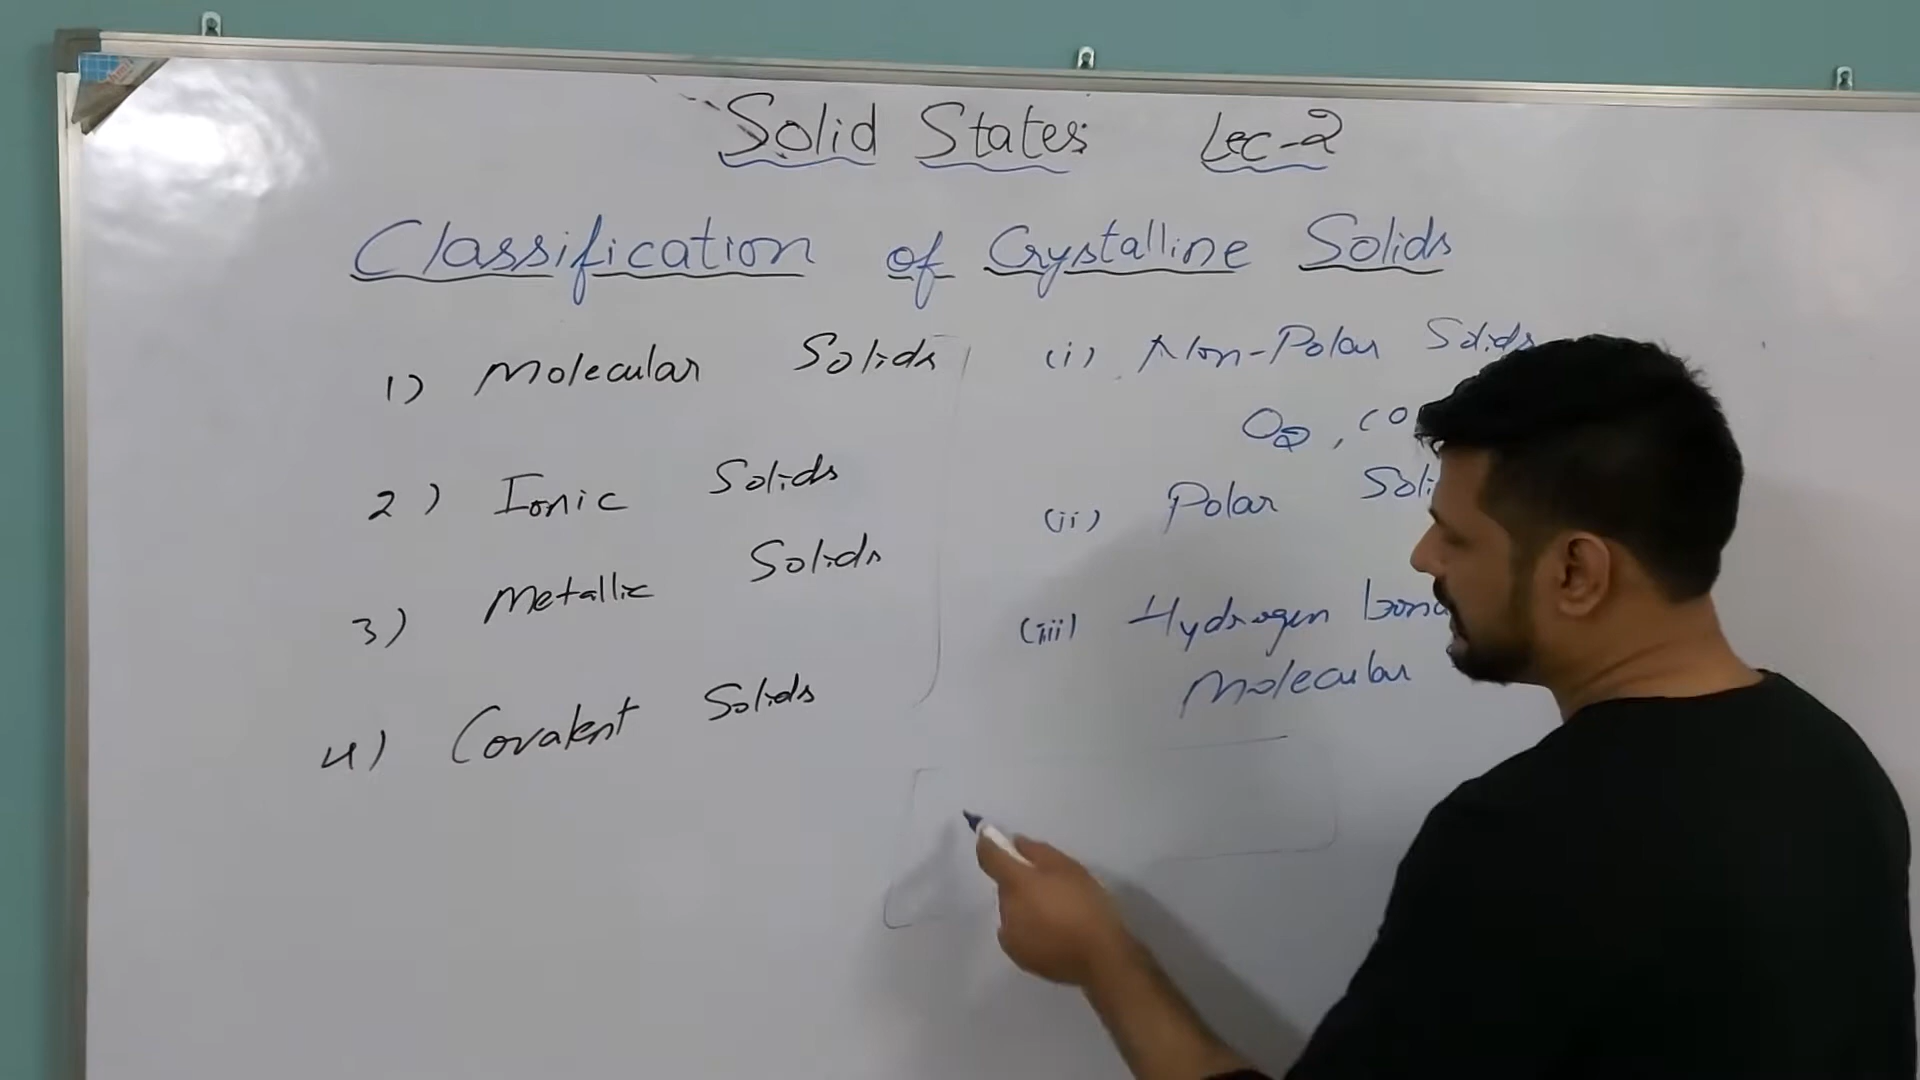 Solid States Lec-2
Classification of Crystalline Solids
1) Molecular Solids
2) Ionic Solids
3) Metallic Solids
4) Covalent Solids
(i) Non-Polar Solids
O₂, CO
(ii) Polar Soli
(iii) Hydrogen bond
Molecular